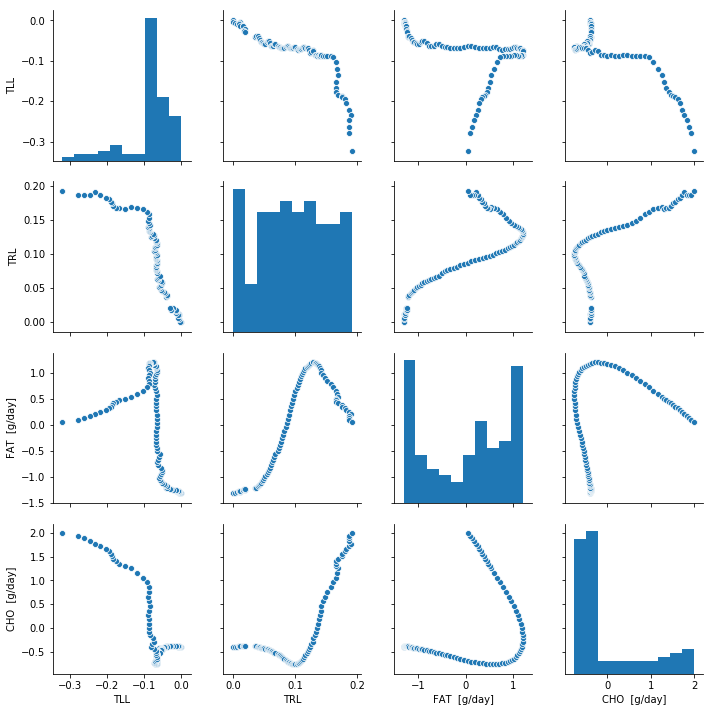 0.0
−0.1
−0.2
−0.3
TLL
0.20
0.15
0.10
0.05
0.00
TRL
1.0
0.5
0.0
−0.5
−1.0
−1.5
FAT [g/day]
2.0
1.5
1.0
0.5
0.0
−0.5
CHO [g/day]
−0.3 −0.2 −0.1 0.0
TLL
0.0 0.1 0.2
TRL
−1 0 1
FAT [g/day]
0 1 2
CHO [g/day]